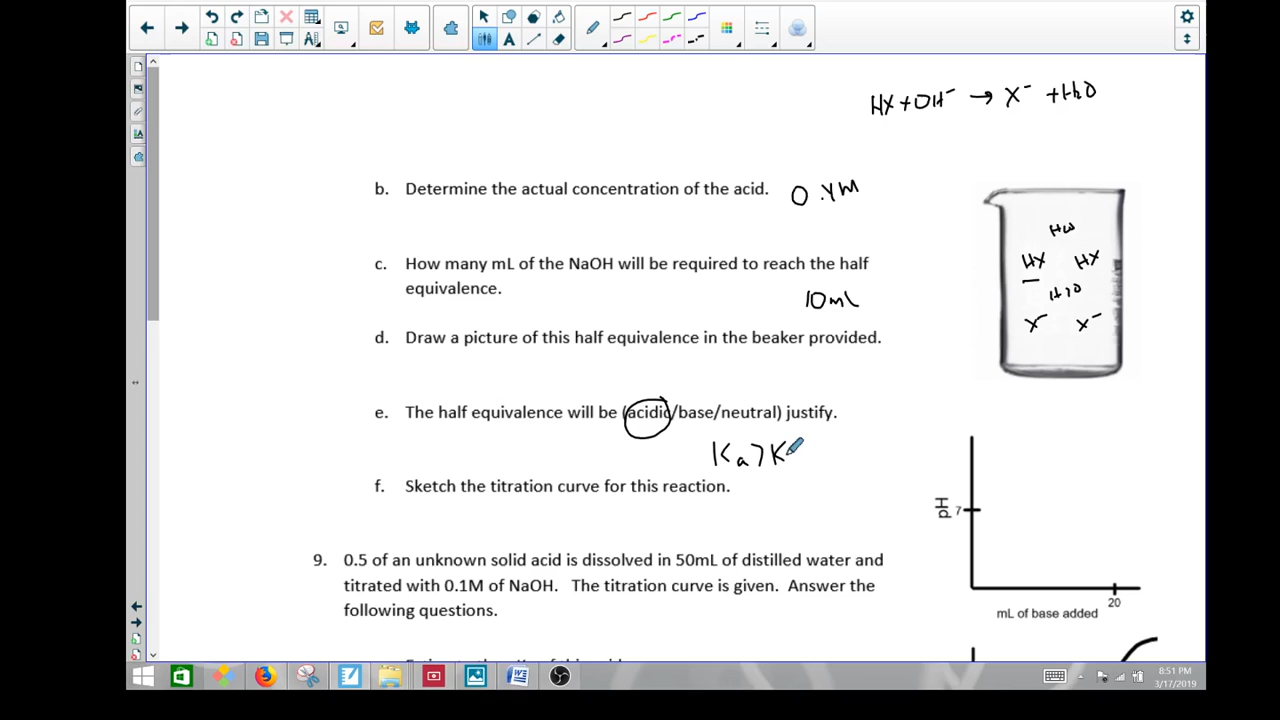 HX + OH⁻ → X⁻ + H₂O
b. Determine the actual concentration of the acid. 0.4M
c. How many mL of the NaOH will be required to reach the half
equivalence.
10mL
d. Draw a picture of this half equivalence in the beaker provided.
HX HX
H₂O
X⁻ X⁻
e. The half equivalence will be (acidic/base/neutral) justify.
Ka > K
f. Sketch the titration curve for this reaction.
pH
7
20
mL of base added
9. 0.5 of an unknown solid acid is dissolved in 50mL of distilled water and
titrated with 0.1M of NaOH. The titration curve is given. Answer the
following questions.
8:51 PM
3/17/2019